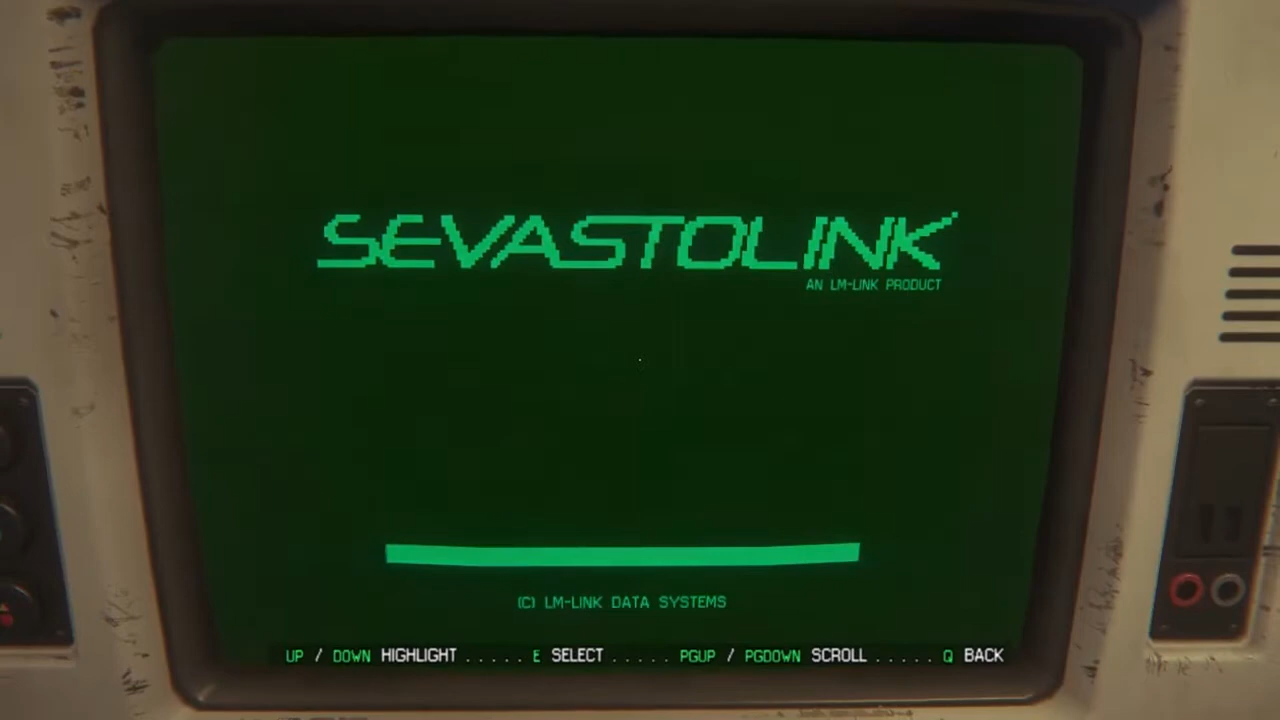 SEVASTOLINK
AN LM-LINK PRODUCT
(C) LM-LINK DATA SYSTEMS
UP / DOWN HIGHLIGHT ..... E SELECT ..... PGUP / PGDOWN SCROLL ..... Q BACK